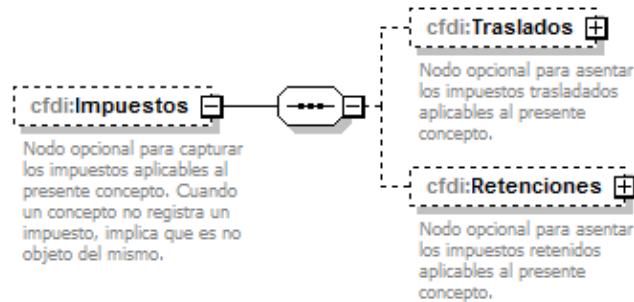 cfdi:Impuestos
Nodo opcional para capturar
los impuestos aplicables al
presente concepto. Cuando
un concepto no registra un
impuesto, implica que es no
objeto del mismo.
cfdi:Traslados
Nodo opcional para asentar
los impuestos trasladados
aplicables al presente
concepto.
cfdi:Retenciones
Nodo opcional para asentar
los impuestos retenidos
aplicables al presente
concepto.